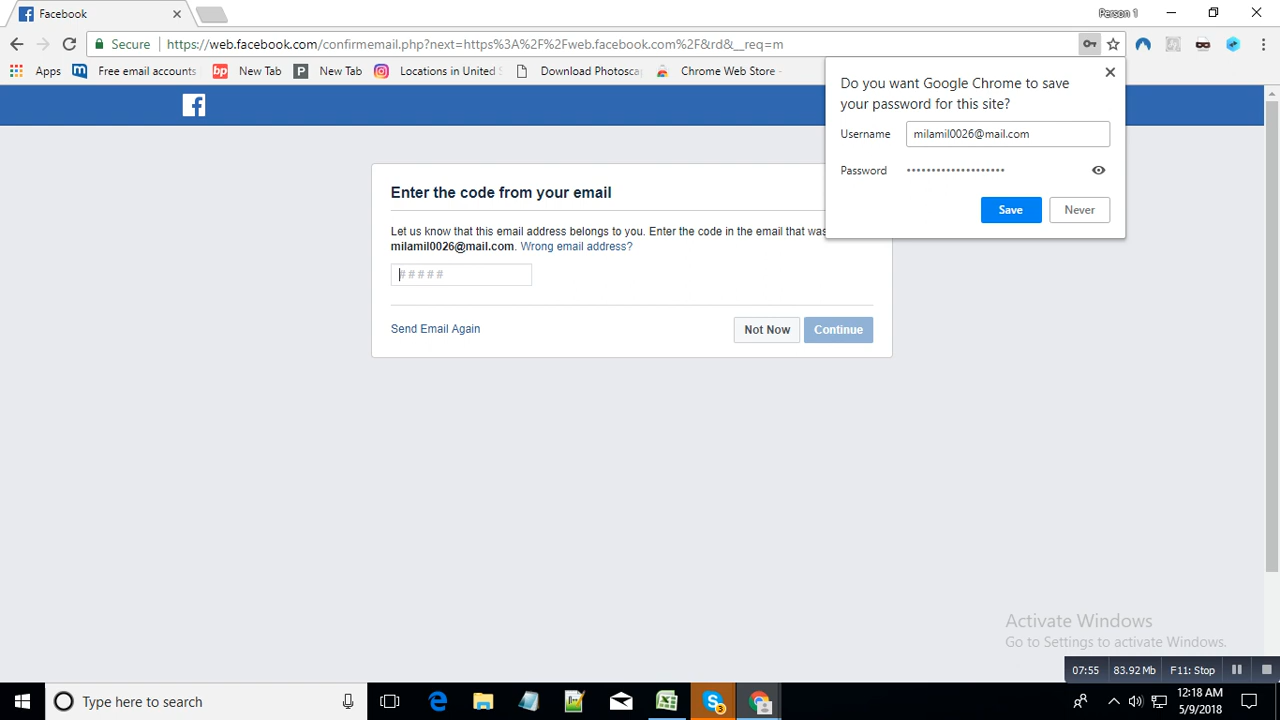 Facebook
Person 1
Secure
https://web.facebook.com/confirmemail.php?next=https%3A%2F%2Fweb.facebook.com%2F&rd&__req=m
Apps
Free email accounts
bp
New Tab
P
New Tab
Locations in United S
Download Photosca
Chrome Web Store -
Do you want Google Chrome to save
your password for this site?
Username
milamil0026@mail.com
Password
••••••••••••••••••••
Save
Never
Enter the code from your email
Let us know that this email address belongs to you. Enter the code in the email that was
milamil0026@mail.com. Wrong email address?
#####
Send Email Again
Not Now
Continue
Activate Windows
Go to Settings to activate Windows.
07:55
83.92 Mb
F11: Stop
Type here to search
3
12:18 AM
5/9/2018